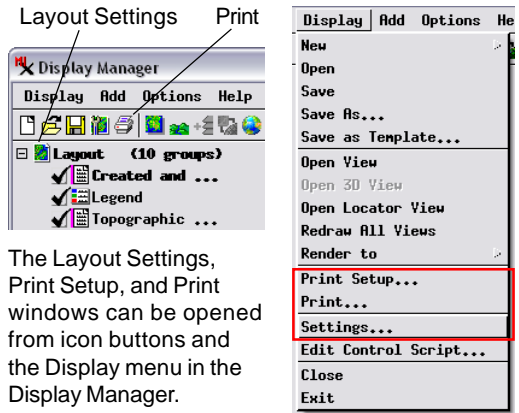 Layout Settings Print
Display Manager
Display Add Options Help
Layout (10 groups)
Created and ...
Legend
Topographic ...
The Layout Settings,
Print Setup, and Print
windows can be opened
from icon buttons and
the Display menu in the
Display Manager.
Display Add Options He
New
Open
Save
Save As...
Save as Template...
Open View
Open 3D View
Open Locator View
Redraw All Views
Render to
Print Setup...
Print...
Settings...
Edit Control Script...
Close
Exit